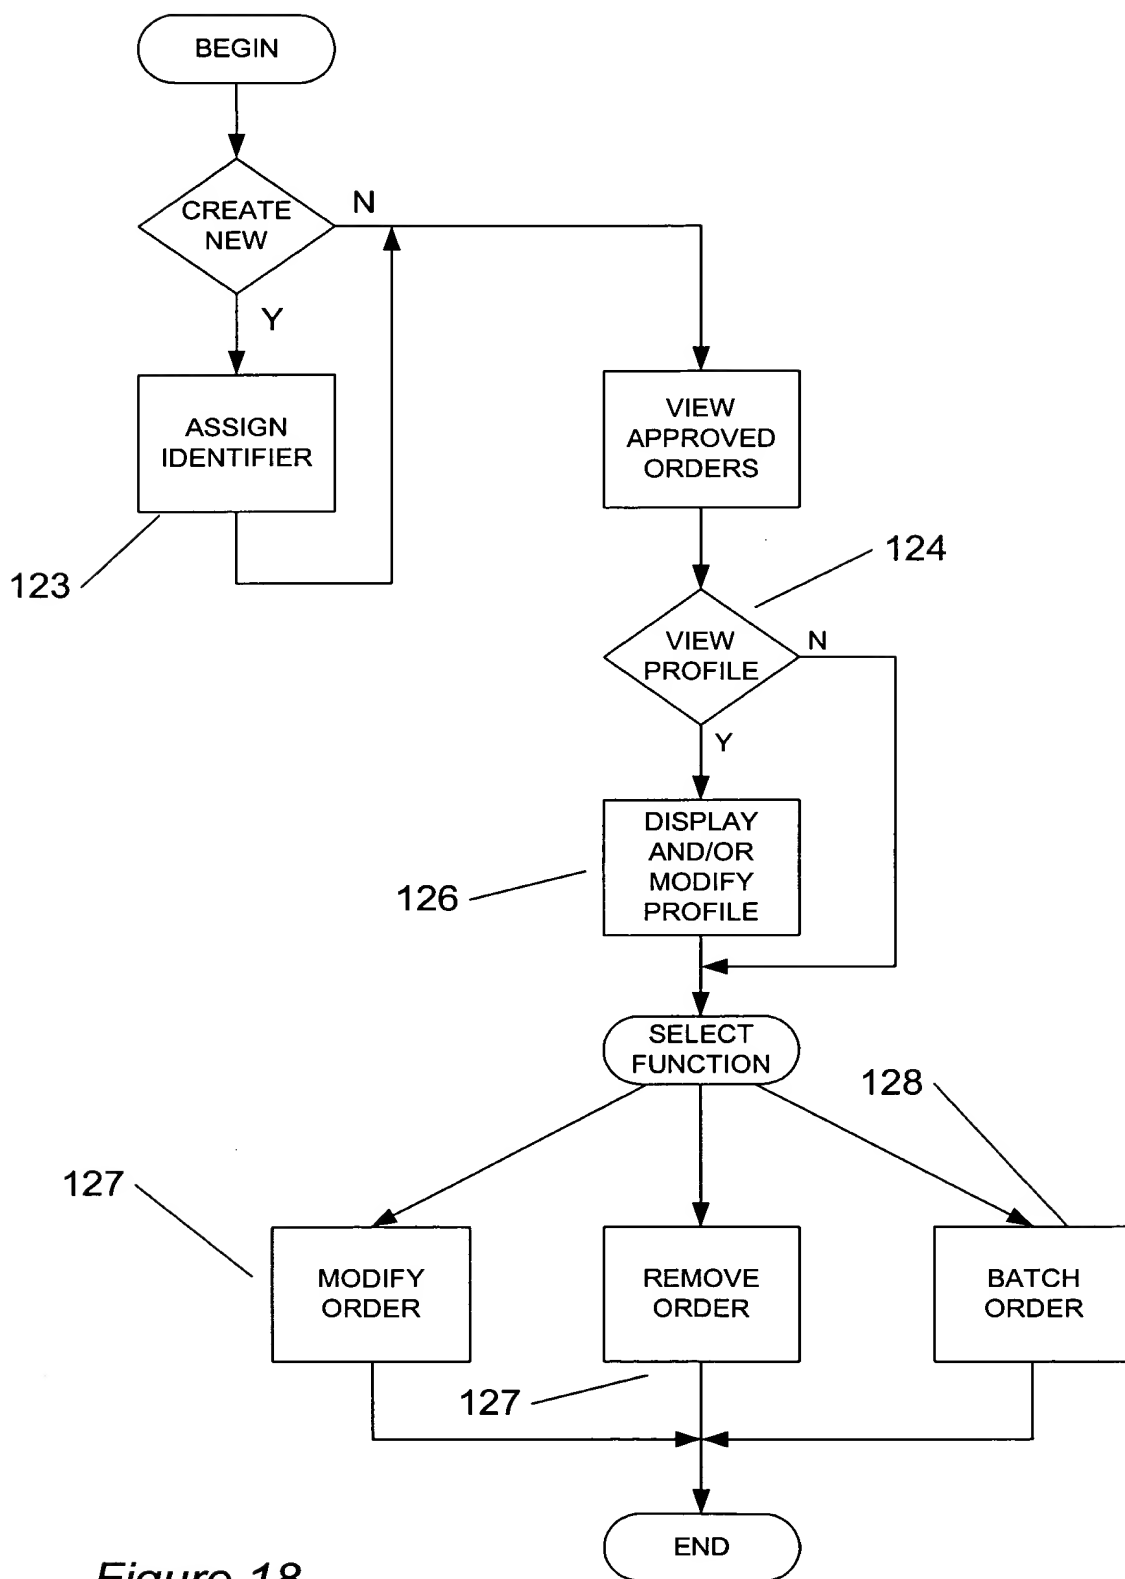 BEGIN
CREATE
NEW
N
Y
ASSIGN
IDENTIFIER
123
VIEW
APPROVED
ORDERS
124
VIEW
PROFILE
N
Y
DISPLAY
AND/OR
MODIFY
PROFILE
126
SELECT
FUNCTION
128
127
MODIFY
ORDER
REMOVE
ORDER
BATCH
ORDER
127
END
Figure 18